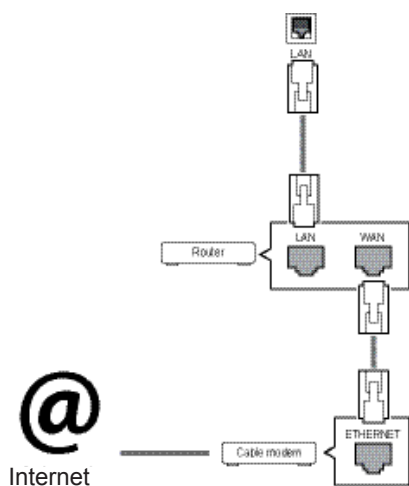 LAN
LAN WAN
Router
ETHERNET
@
Cable modem
Internet